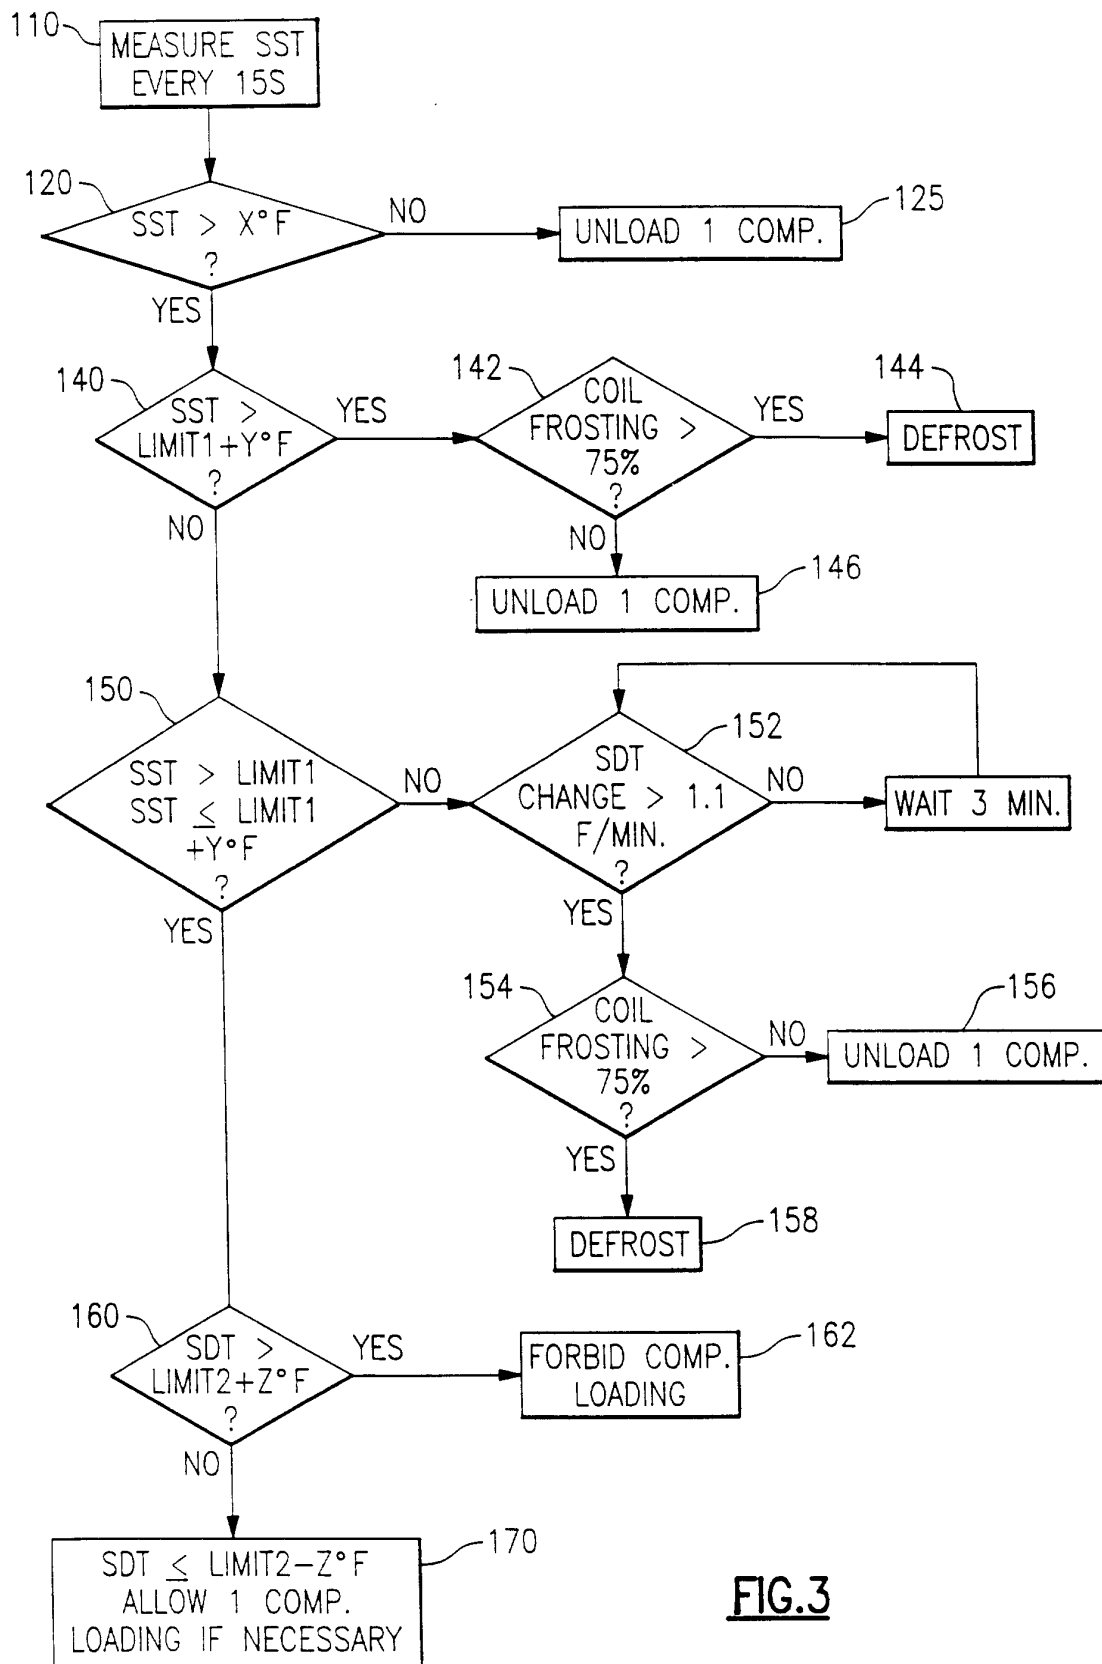 110
MEASURE SST
EVERY 15S
120
SST > X°F
?
NO
UNLOAD 1 COMP.
125
YES
140
SST >
LIMIT1+Y°F
?
YES
142
COIL
FROSTING >
75%
?
YES
144
DEFROST
NO
NO
146
UNLOAD 1 COMP.
150
SST > LIMIT1
SST ≤ LIMIT1
+Y°F
?
NO
152
SDT
CHANGE > 1.1
F/MIN.
?
NO
WAIT 3 MIN.
YES
YES
154
COIL
FROSTING >
75%
?
NO
156
UNLOAD 1 COMP.
YES
DEFROST
158
160
SDT >
LIMIT2+Z°F
?
YES
FORBID COMP.
LOADING
162
NO
SDT ≤ LIMIT2-Z°F
ALLOW 1 COMP.
LOADING IF NECESSARY
170
FIG.3